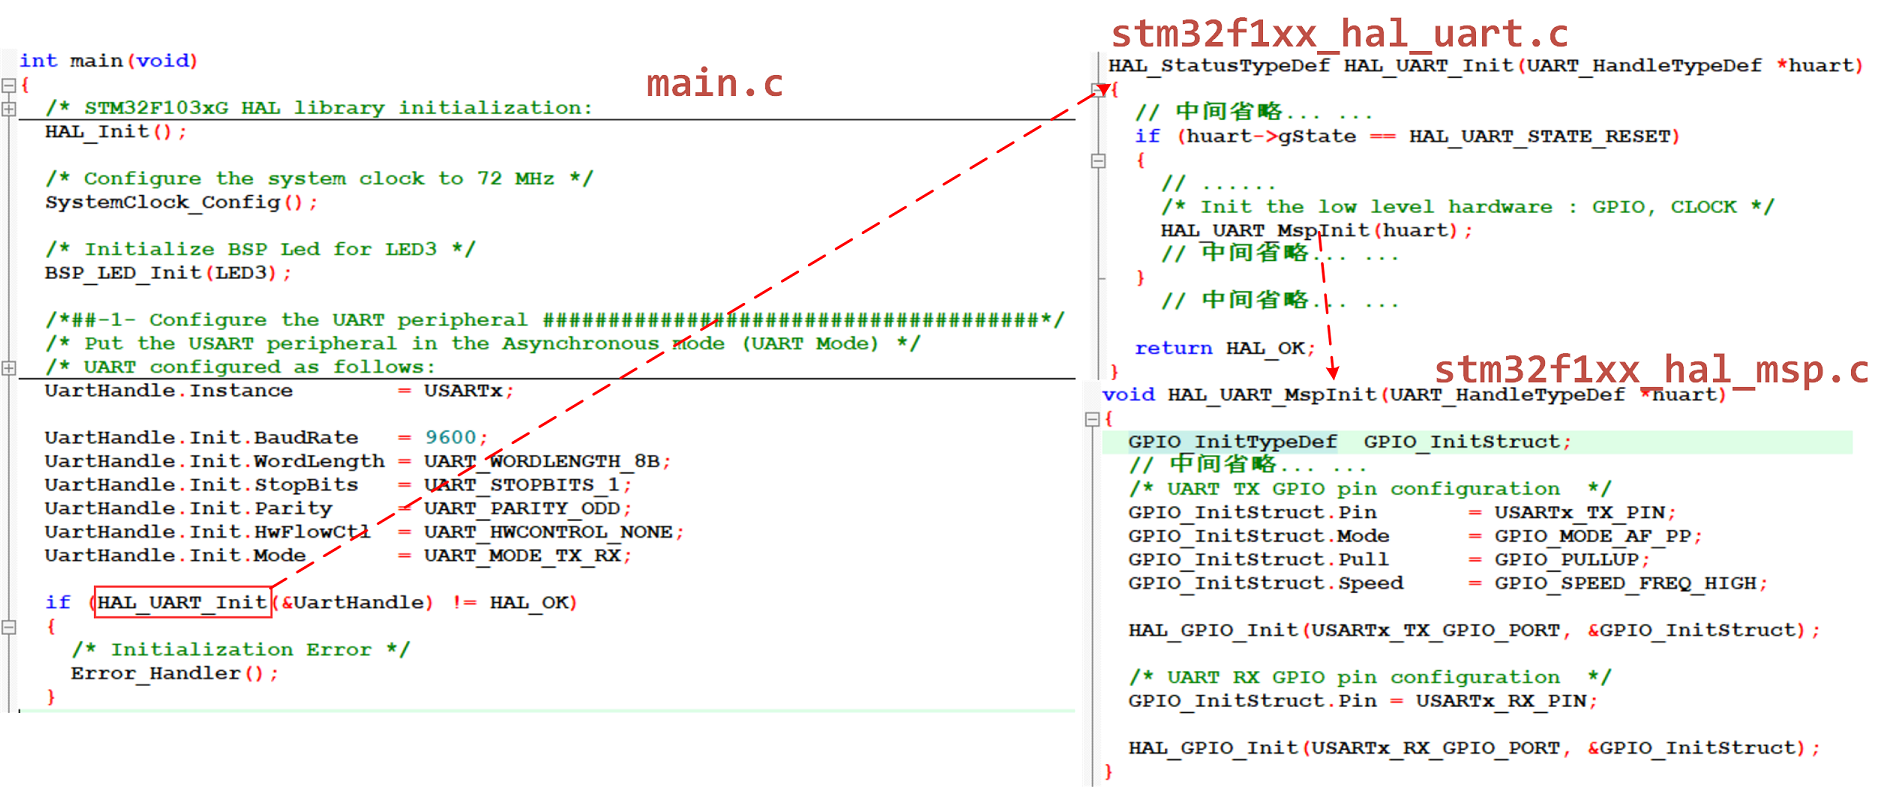 main.c
int main(void)
{
/* STM32F103xG HAL library initialization:
HAL_Init();
/* Configure the system clock to 72 MHz */
SystemClock_Config();
/* Initialize BSP Led for LED3 */
BSP_LED_Init(LED3);
/*##-1- Configure the UART peripheral ######################################*/
/* Put the USART peripheral in the Asynchronous mode (UART Mode) */
/* UART configured as follows:
UartHandle.Instance        = USARTx;
UartHandle.Init.BaudRate   = 9600;
UartHandle.Init.WordLength = UART_WORDLENGTH_8B;
UartHandle.Init.StopBits   = UART_STOPBITS_1;
UartHandle.Init.Parity     = UART_PARITY_ODD;
UartHandle.Init.HwFlowCtl  = UART_HWCONTROL_NONE;
UartHandle.Init.Mode       = UART_MODE_TX_RX;
if (HAL_UART_Init(&UartHandle) != HAL_OK)
{
/* Initialization Error */
Error_Handler();
}
stm32f1xx_hal_uart.c
HAL_StatusTypeDef HAL_UART_Init(UART_HandleTypeDef *huart)
{
// 中间省略... ...
if (huart->gState == HAL_UART_STATE_RESET)
{
// ......
/* Init the low level hardware : GPIO, CLOCK */
HAL_UART_MspInit(huart);
// 中间省略... ...
}
// 中间省略... ...
return HAL_OK;
}
stm32f1xx_hal_msp.c
void HAL_UART_MspInit(UART_HandleTypeDef *huart)
{
GPIO_InitTypeDef  GPIO_InitStruct;
// 中间省略... ...
/* UART TX GPIO pin configuration  */
GPIO_InitStruct.Pin       = USARTx_TX_PIN;
GPIO_InitStruct.Mode      = GPIO_MODE_AF_PP;
GPIO_InitStruct.Pull      = GPIO_PULLUP;
GPIO_InitStruct.Speed     = GPIO_SPEED_FREQ_HIGH;
HAL_GPIO_Init(USARTx_TX_GPIO_PORT, &GPIO_InitStruct);
/* UART RX GPIO pin configuration  */
GPIO_InitStruct.Pin = USARTx_RX_PIN;
HAL_GPIO_Init(USARTx_RX_GPIO_PORT, &GPIO_InitStruct);
}